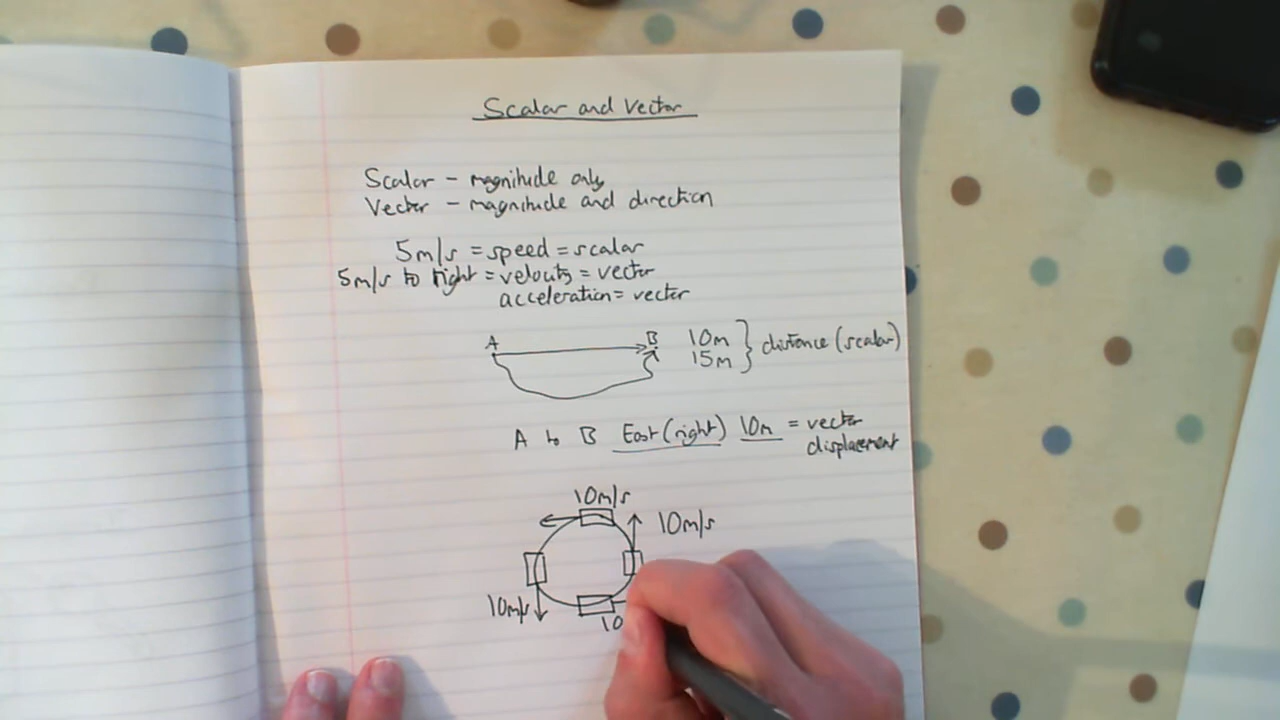 Scalar and Vector
Scalar - magnitude only
Vector - magnitude and direction
5m/s = speed = scalar
5m/s to right = velocity = vector
acceleration = vector
A B 10m } distance (scalar)
15m
A to B East (right) 10m = vector
displacement
10m/s
10m/s
10m/s
10